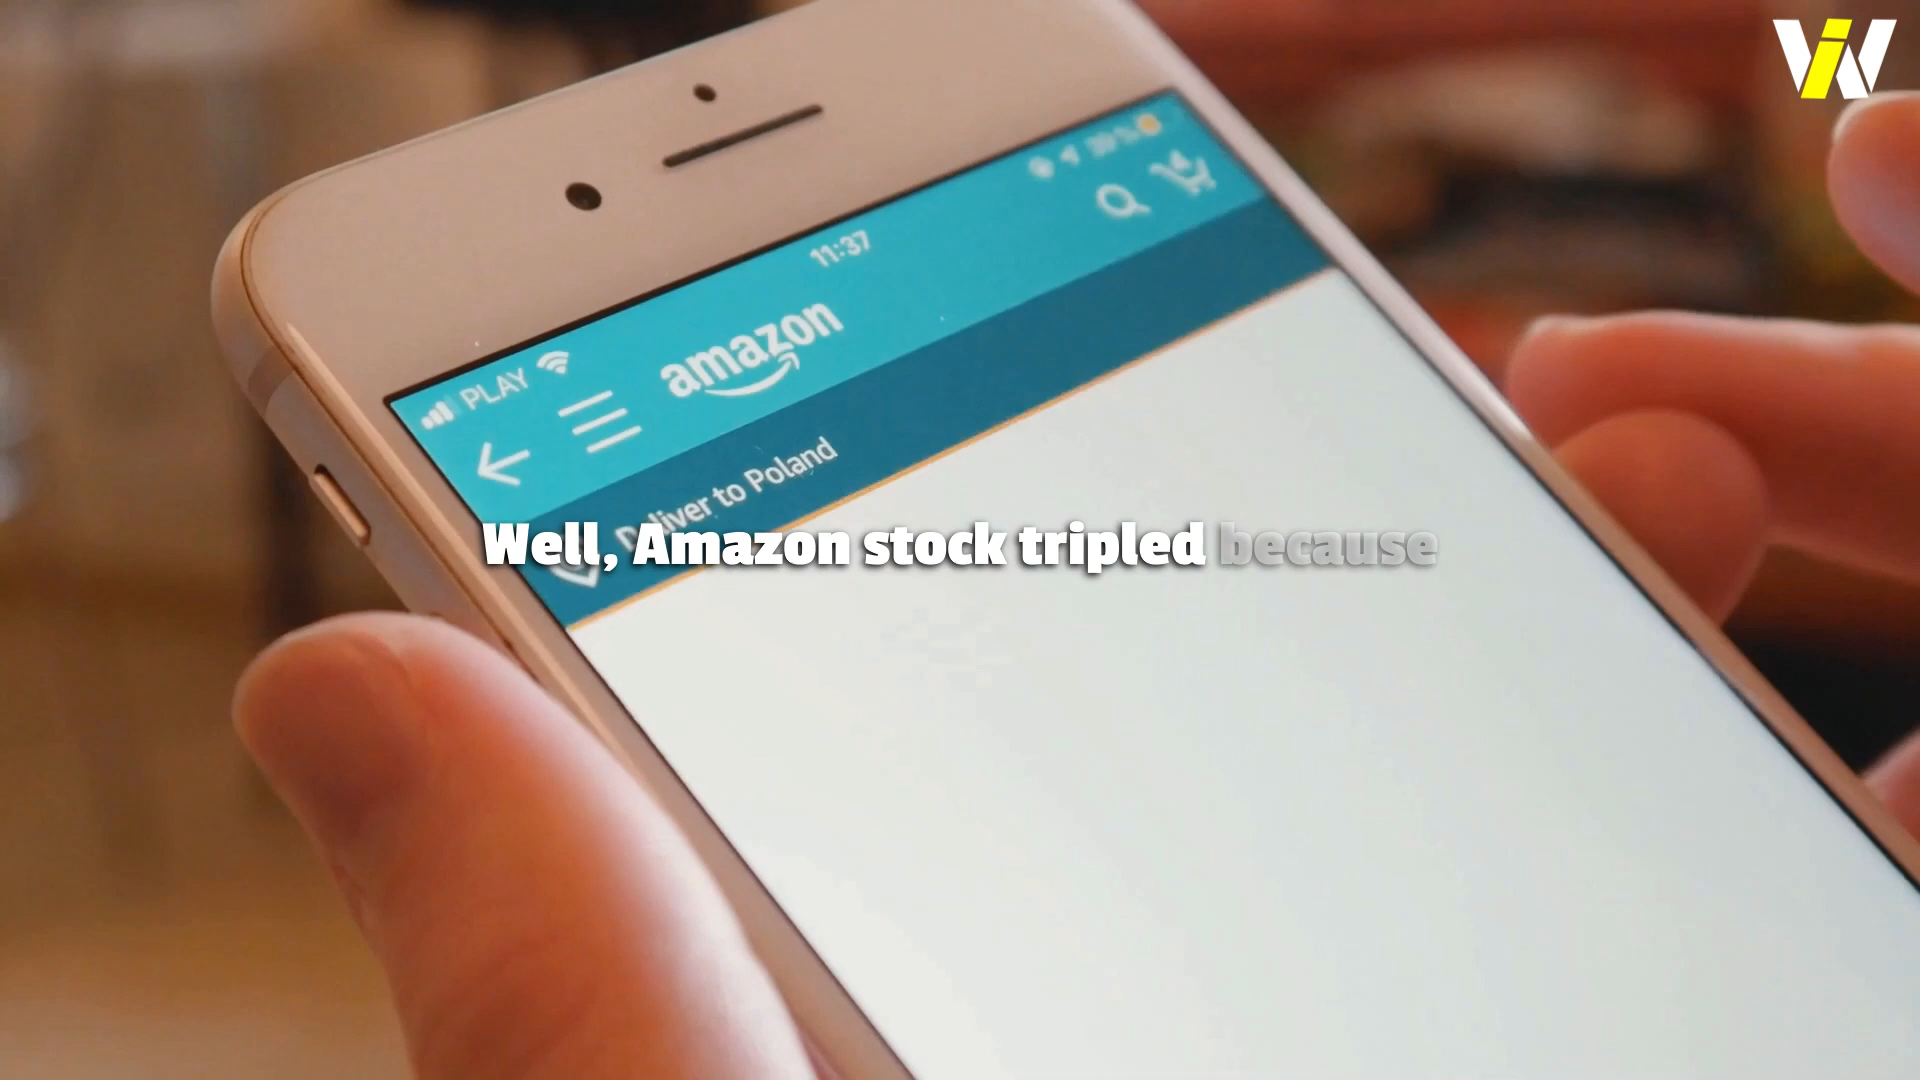 11:37
PLAY
amazon
Deliver to Poland
Well, Amazon stock tripled because